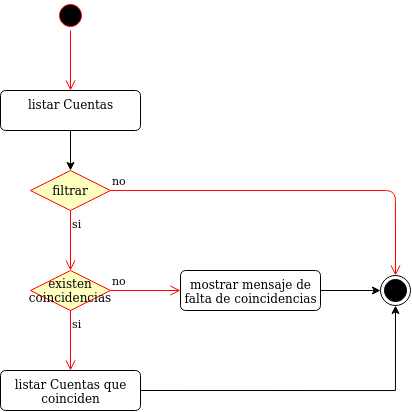 listar Cuentas
no
filtrar
si
existen
coincidencias
no
mostrar mensaje de
falta de coincidencias
si
listar Cuentas que
coinciden